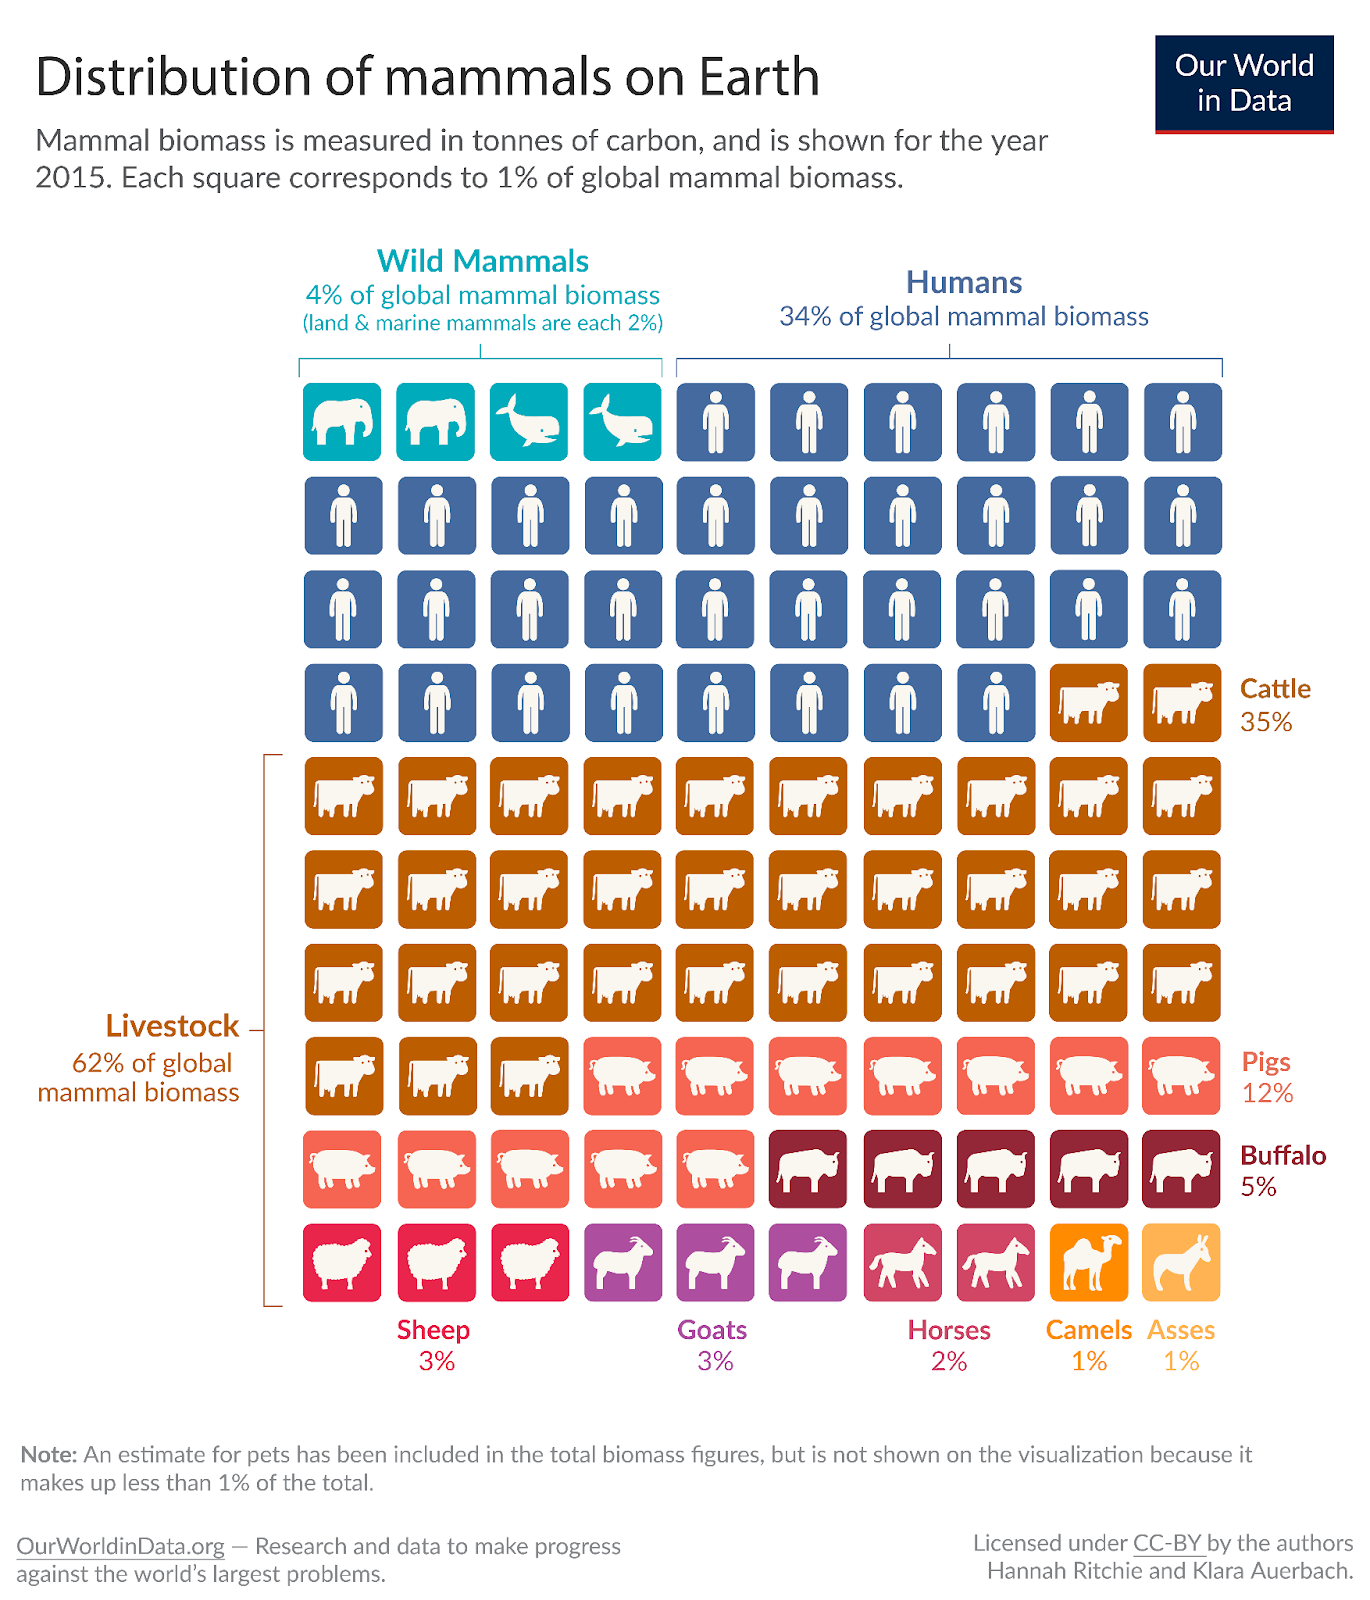 Distribution of mammals on Earth
Our World
in Data
Mammal biomass is measured in tonnes of carbon, and is shown for the year
2015. Each square corresponds to 1% of global mammal biomass.
Wild Mammals
4% of global mammal biomass
(land & marine mammals are each 2%)
Humans
34% of global mammal biomass
Cattle
35%
Livestock
62% of global
mammal biomass
Pigs
12%
Buffalo
5%
Sheep
3%
Goats
3%
Horses
2%
Camels
1%
Asses
1%
Note: An estimate for pets has been included in the total biomass figures, but is not shown on the visualization because it
makes up less than 1% of the total.
OurWorldinData.org — Research and data to make progress
against the world's largest problems.
Licensed under CC-BY by the authors
Hannah Ritchie and Klara Auerbach.